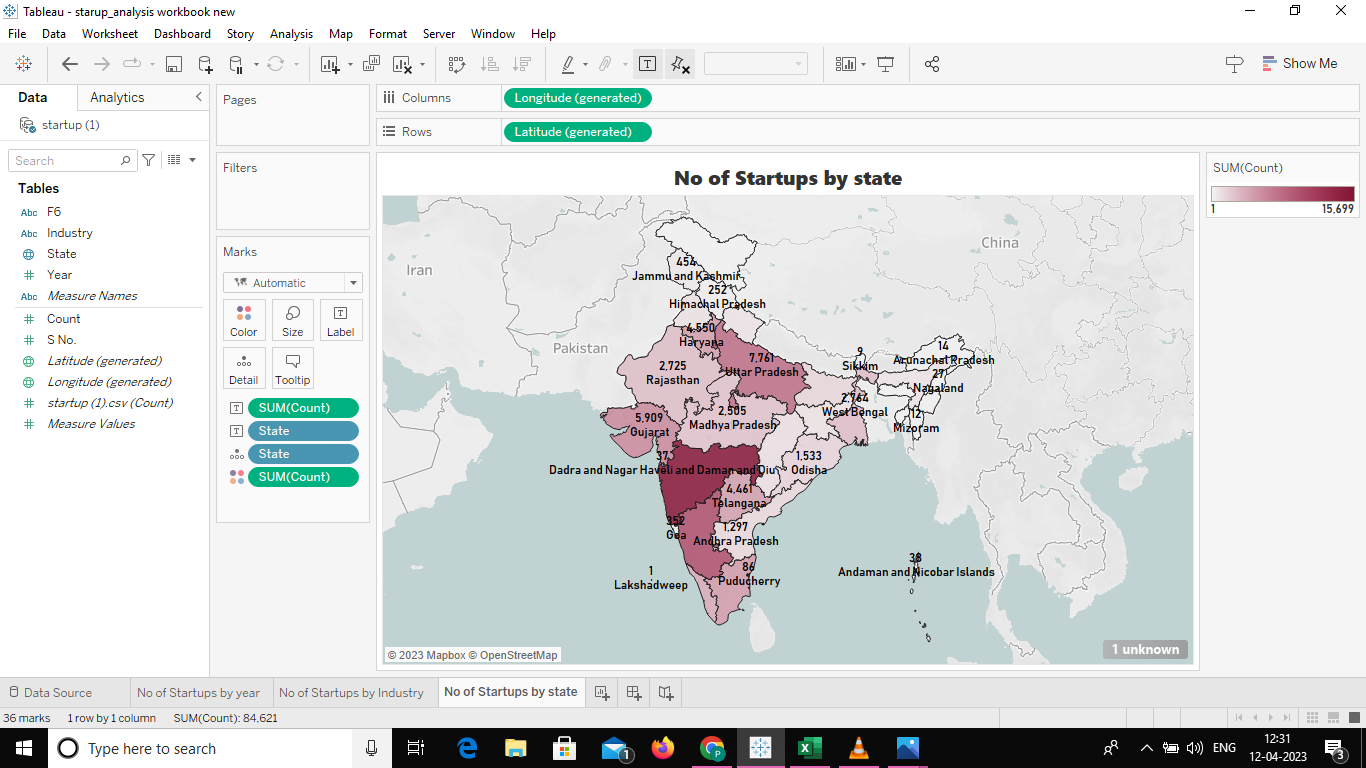 Tableau - starup_analysis workbook new
File Data Worksheet Dashboard Story Analysis Map Format Server Window Help
Show Me
Data Analytics
startup (1)
Search
Tables
Abc F6
Abc Industry
State
Year
Abc Measure Names
Count
S No.
Latitude (generated)
Longitude (generated)
startup (1).csv (Count)
Measure Values
Pages
Filters
Marks
Automatic
Color Size Label
Detail Tooltip
SUM(Count)
State
State
SUM(Count)
Columns Longitude (generated)
Rows Latitude (generated)
No of Startups by state
Iran
China
Pakistan
454
Jammu and Kashmir
252
Himachal Pradesh
4,550
Haryana
7,761
Uttar Pradesh
2,725
Rajasthan
9
Sikkim
14
Arunachal Pradesh
27
Nagaland
2,764
West Bengal
12
Mizoram
5,909
Gujarat
2,505
Madhya Pradesh
37
Dadra and Nagar Haveli and Daman and Diu
1,533
Odisha
4,461
Telangana
352
Goa
1,297
Andhra Pradesh
86
Puducherry
1
Lakshadweep
38
Andaman and Nicobar Islands
© 2023 Mapbox © OpenStreetMap
1 unknown
SUM(Count)
1 15,699
Data Source No of Startups by year No of Startups by Industry No of Startups by state
36 marks 1 row by 1 column SUM(Count): 84,621
Type here to search
1
P
ENG
12:31
12-04-2023
3